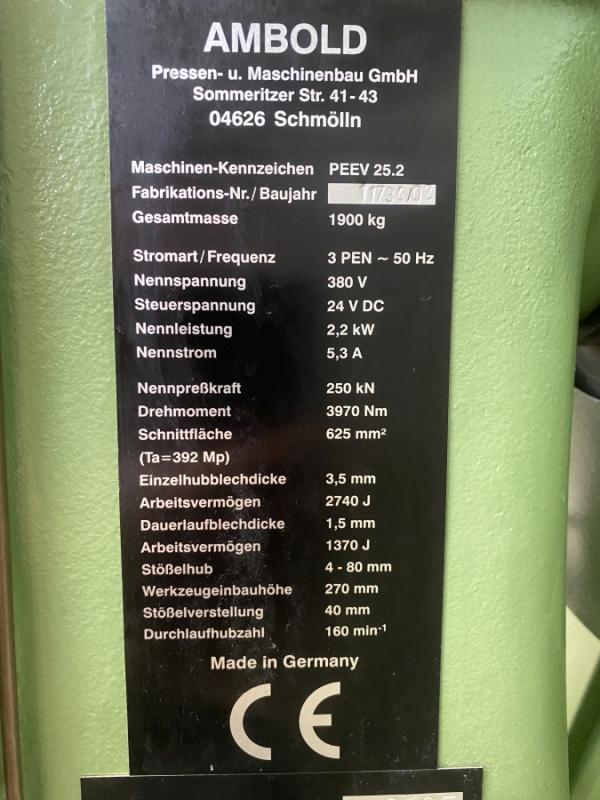 AMBOLD
Pressen- u. Maschinenbau GmbH
Sommeritzer Str. 41-43
04626 Schmölln
Maschinen-Kennzeichen PEEV 25.2
Fabrikations-Nr./Baujahr 11734/02
Gesamtmasse 1900 kg
Stromart/Frequenz 3 PEN ~ 50 Hz
Nennspannung 380 V
Steuerspannung 24 V DC
Nennleistung 2,2 kW
Nennstrom 5,3 A
Nennpreßkraft 250 kN
Drehmoment 3970 Nm
Schnittfläche 625 mm²
(Ta=392 Mp)
Einzelhubblechdicke 3,5 mm
Arbeitsvermögen 2740 J
Dauerlaufblechdicke 1,5 mm
Arbeitsvermögen 1370 J
Stößelhub 4 - 80 mm
Werkzeugeinbauhöhe 270 mm
Stößelverstellung 40 mm
Durchlaufhubzahl 160 min⁻¹
Made in Germany
CE